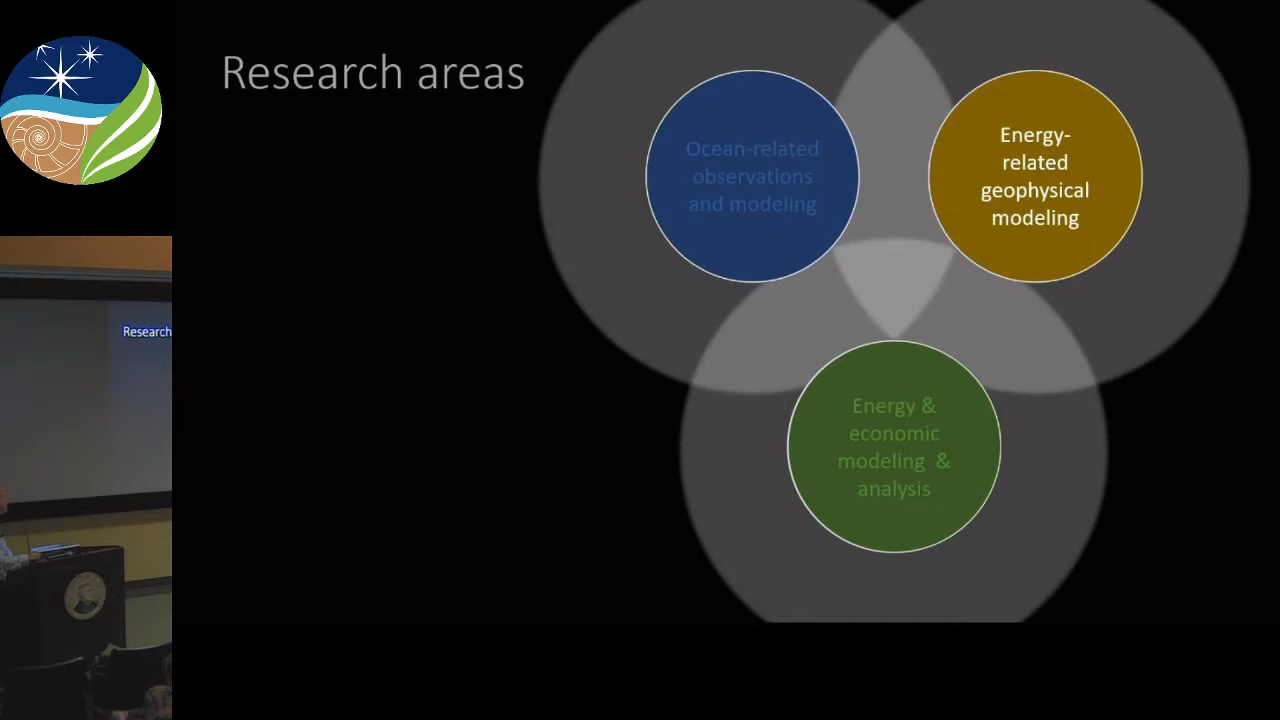 Research areas
Ocean-related
observations
and modeling
Energy-
related
geophysical
modeling
Energy &
economic
modeling &
analysis
Research